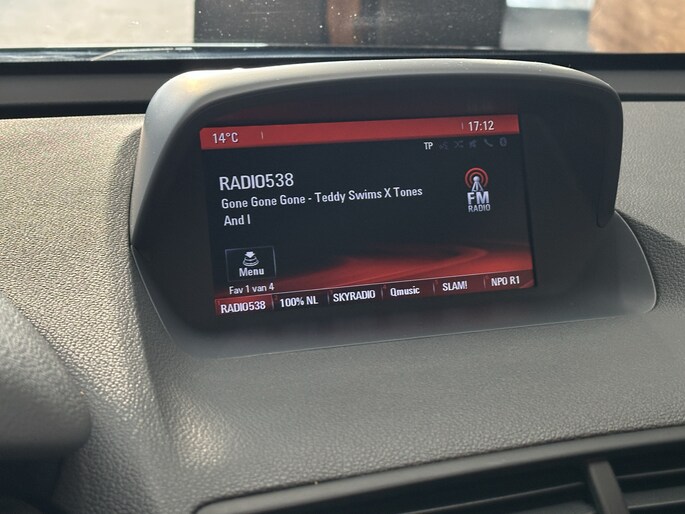 14°C
17:12
TP
RADIO538
Gone Gone Gone - Teddy Swims X Tones
And I
FM
RADIO
Menu
Fav 1 van 4
RADIO538 100% NL SKYRADIO Qmusic SLAM! NPO R1